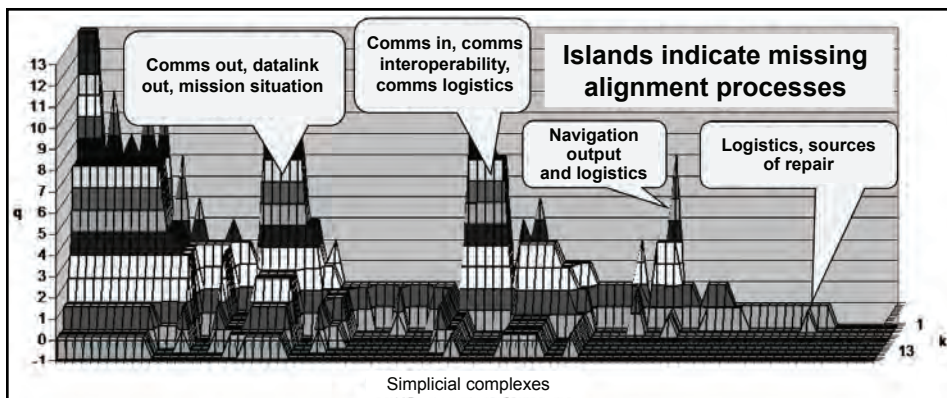 Islands indicate missing
alignment processes
Comms out, datalink
out, mission situation
Comms in, comms
interoperability,
comms logistics
Navigation
output
and logistics
Logistics, sources
of repair
13
12
11
10
9
8
7
6
5
4
3
2
1
0
-1
q
1
13
k
Simplicial complexes